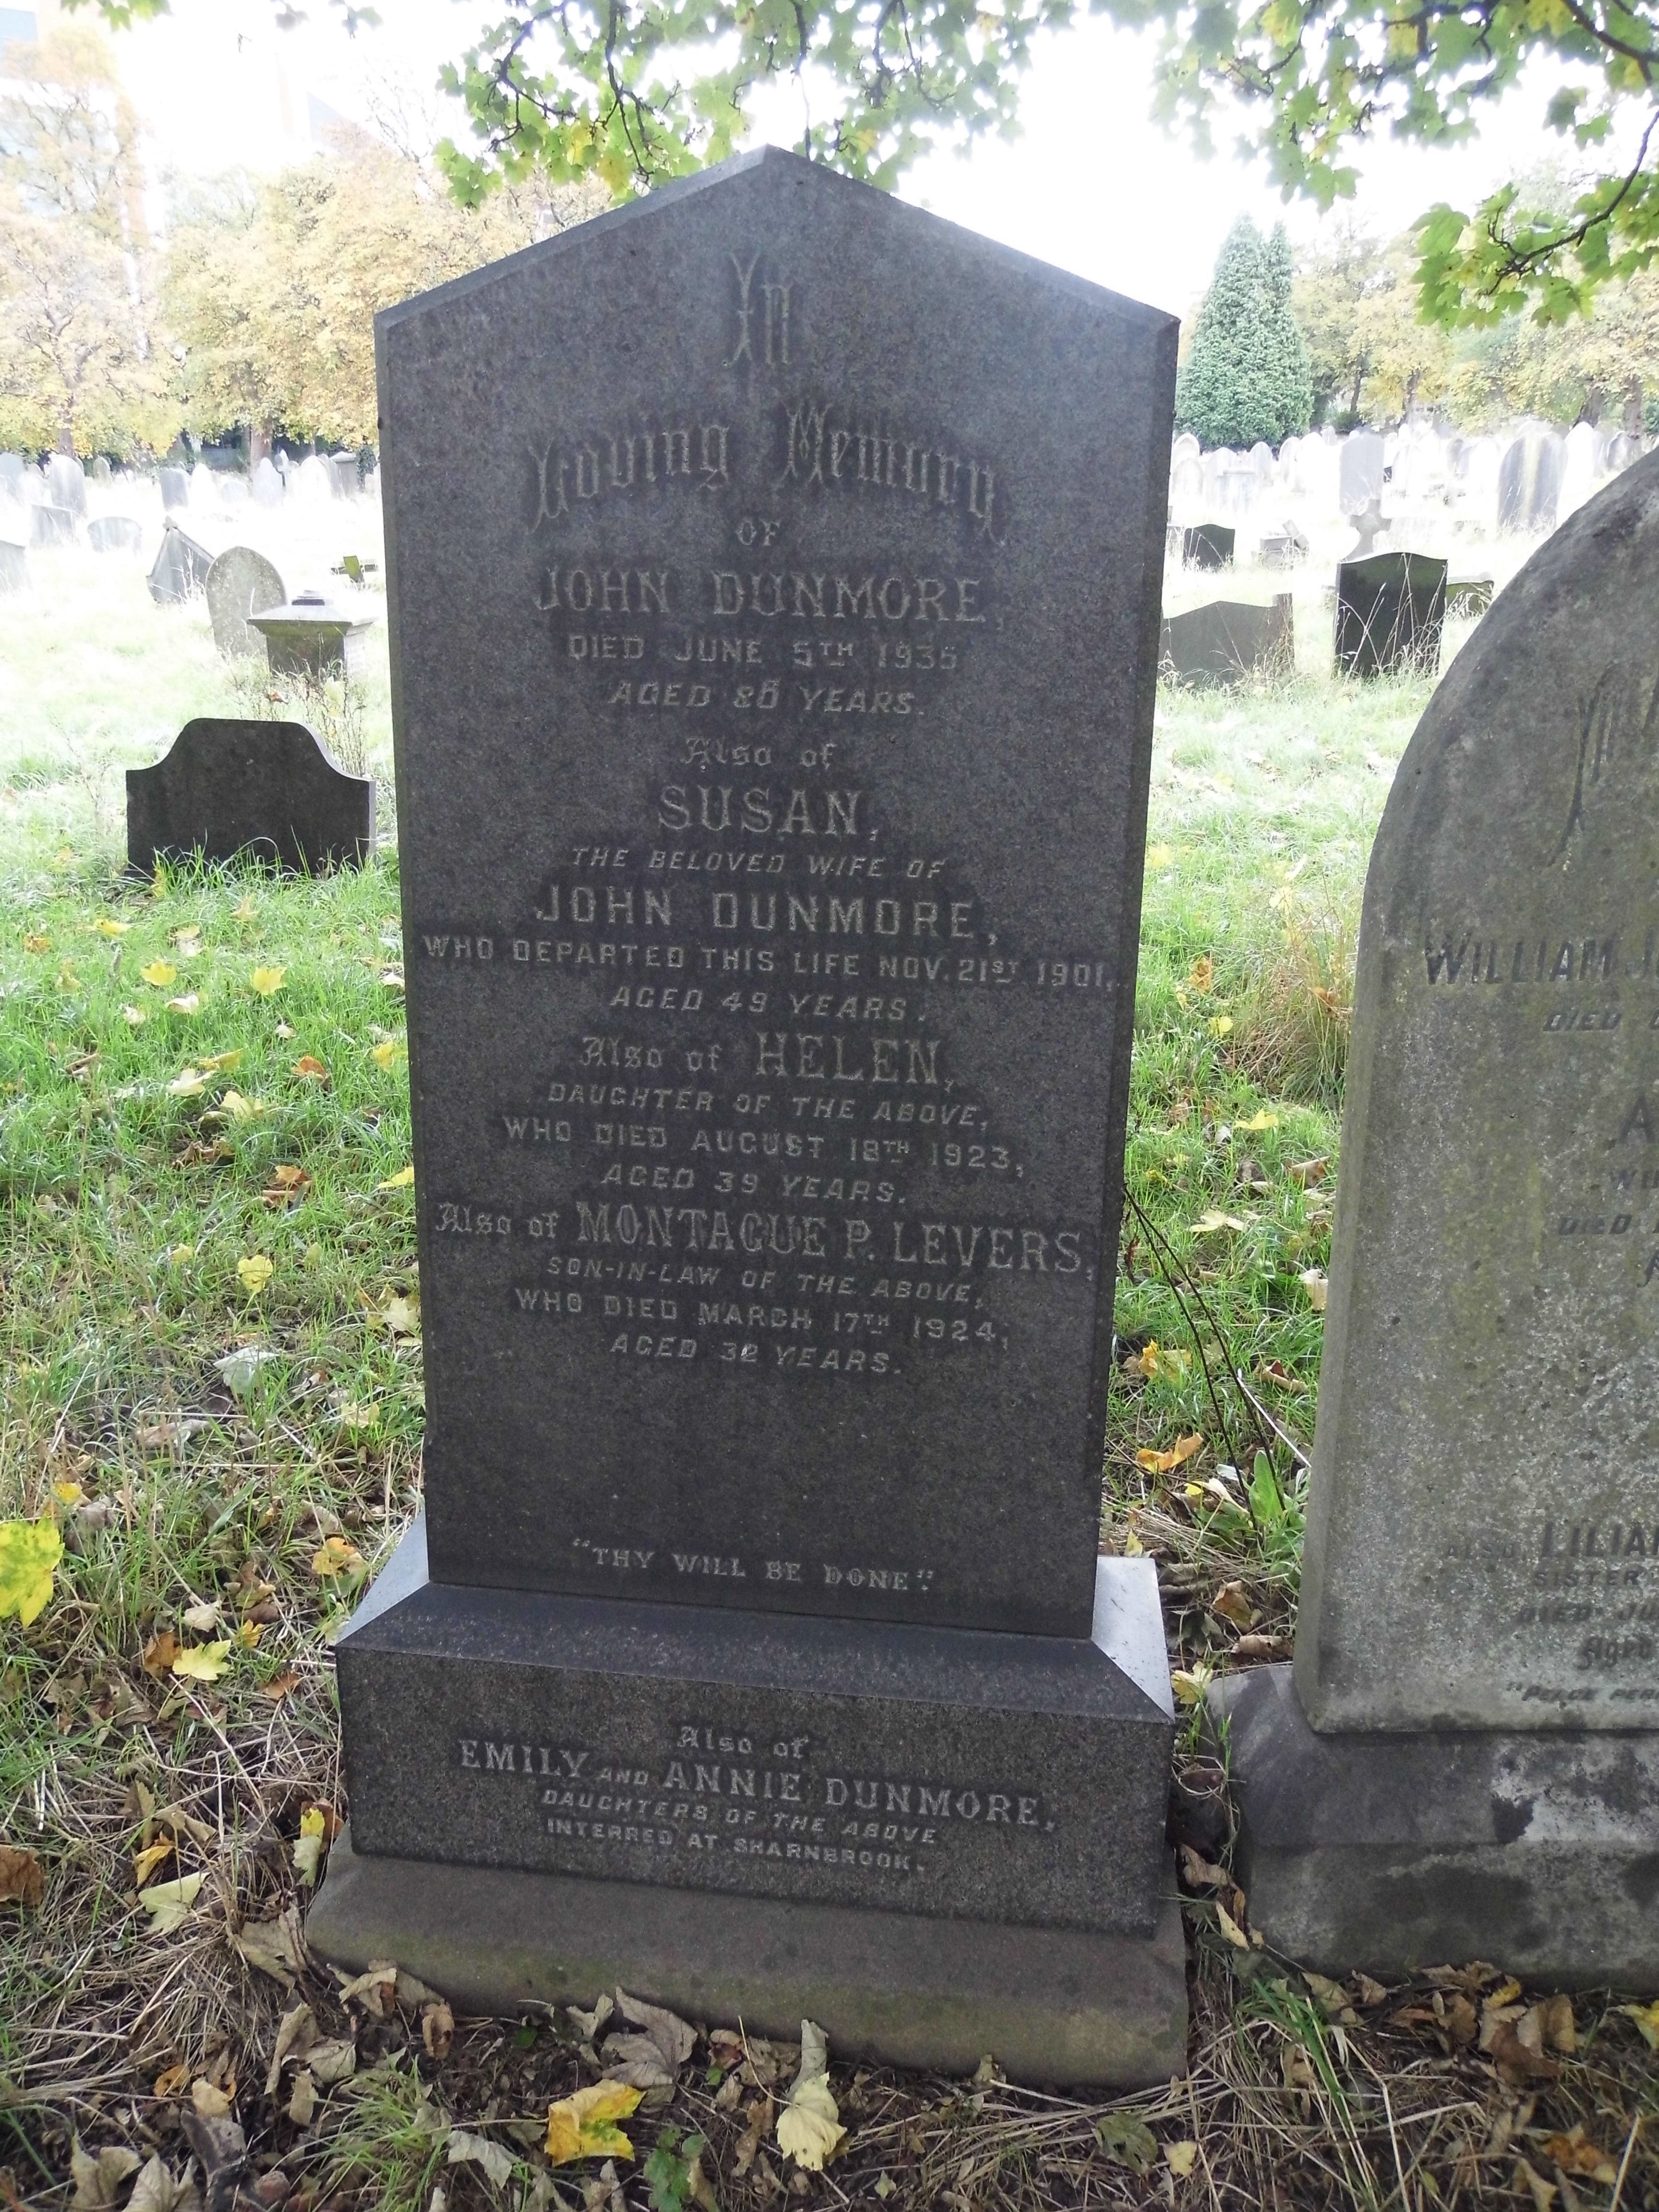 In
Loving Memory
OF
JOHN DUNMORE,
DIED JUNE 5TH 1935
AGED 80 YEARS.
Also of
SUSAN,
THE BELOVED WIFE OF
JOHN DUNMORE,
WHO DEPARTED THIS LIFE NOV. 21ST 1901,
AGED 49 YEARS.
Also of HELEN,
DAUGHTER OF THE ABOVE,
WHO DIED AUGUST 18TH 1923,
AGED 39 YEARS.
Also of MONTAGUE P. LEVERS,
SON-IN-LAW OF THE ABOVE,
WHO DIED MARCH 17TH 1924,
AGED 32 YEARS.
"THY WILL BE DONE".
Also of
EMILY AND ANNIE DUNMORE,
DAUGHTERS OF THE ABOVE
INTERRED AT SHARNBROOK.
WILLIAM
DIED
DIED
ALSO
SISTER
DIED